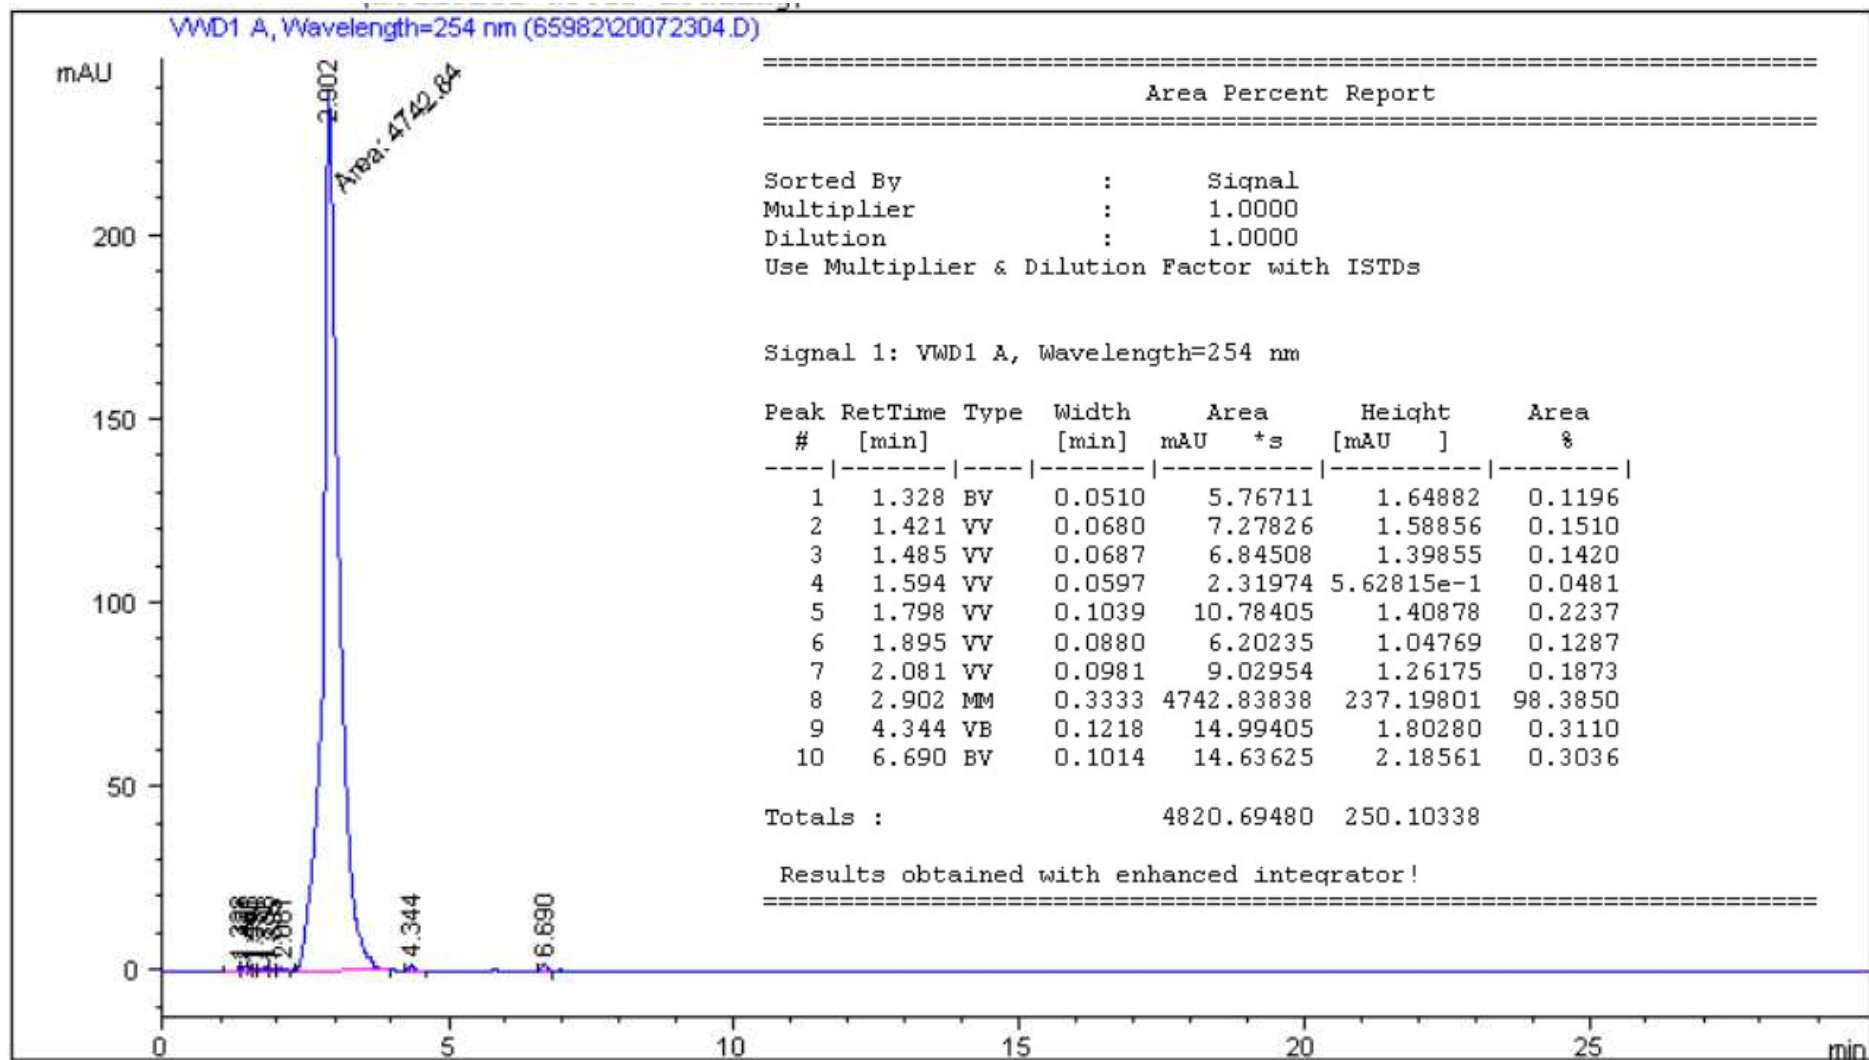 VWD1 A, Wavelength=254 nm (65982\20072304.D)
mAU
2.902
Area: 4742.84
200
150
100
50
0
2.081
4.344
6.690
0 5 10 15 20 25 min
==============================================================
Area Percent Report
==============================================================
Sorted By : Signal
Multiplier : 1.0000
Dilution : 1.0000
Use Multiplier & Dilution Factor with ISTDs
Signal 1: VWD1 A, Wavelength=254 nm
Peak RetTime Type Width Area Height Area
# [min] [min] mAU *s [mAU ] %
----|-------|----|-------|----------|----------|--------|
1 1.328 BV 0.0510 5.76711 1.64882 0.1196
2 1.421 VV 0.0680 7.27826 1.58856 0.1510
3 1.485 VV 0.0687 6.84508 1.39855 0.1420
4 1.594 VV 0.0597 2.31974 5.62815e-1 0.0481
5 1.798 VV 0.1039 10.78405 1.40878 0.2237
6 1.895 VV 0.0880 6.20235 1.04769 0.1287
7 2.081 VV 0.0981 9.02954 1.26175 0.1873
8 2.902 MM 0.3333 4742.83838 237.19801 98.3850
9 4.344 VB 0.1218 14.99405 1.80280 0.3110
10 6.690 BV 0.1014 14.63625 2.18561 0.3036
Totals : 4820.69480 250.10338
Results obtained with enhanced integrator!
==============================================================